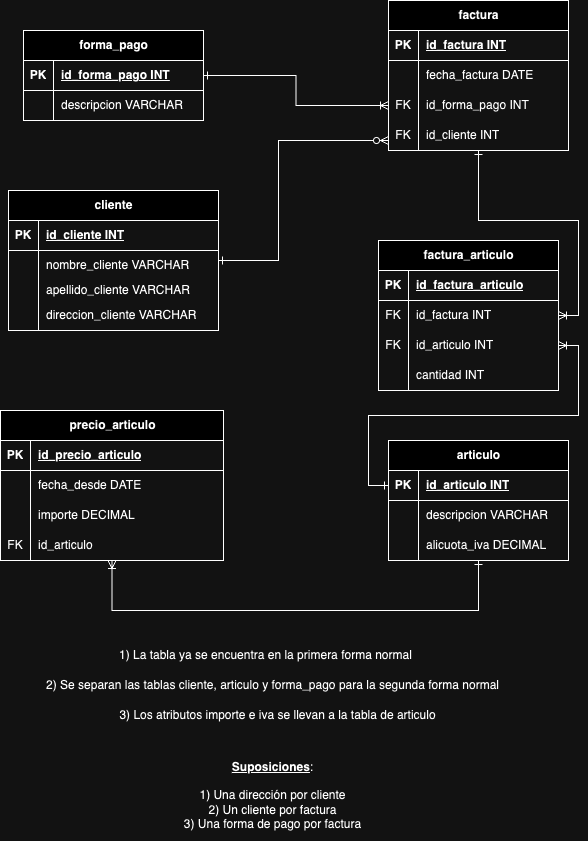 factura
PK id_factura INT
fecha_factura DATE
FK id_forma_pago INT
FK id_cliente INT
forma_pago
PK id_forma_pago INT
descripcion VARCHAR
cliente
PK id_cliente INT
nombre_cliente VARCHAR
apellido_cliente VARCHAR
direccion_cliente VARCHAR
factura_articulo
PK id_factura_articulo
FK id_factura INT
FK id_articulo INT
cantidad INT
precio_articulo
PK id_precio_articulo
fecha_desde DATE
importe DECIMAL
FK id_articulo
articulo
PK id_articulo INT
descripcion VARCHAR
alicuota_iva DECIMAL
1) La tabla ya se encuentra en la primera forma normal
2) Se separan las tablas cliente, articulo y forma_pago para la segunda forma normal
3) Los atributos importe e iva se llevan a la tabla de articulo
Suposiciones:
1) Una dirección por cliente
2) Un cliente por factura
3) Una forma de pago por factura